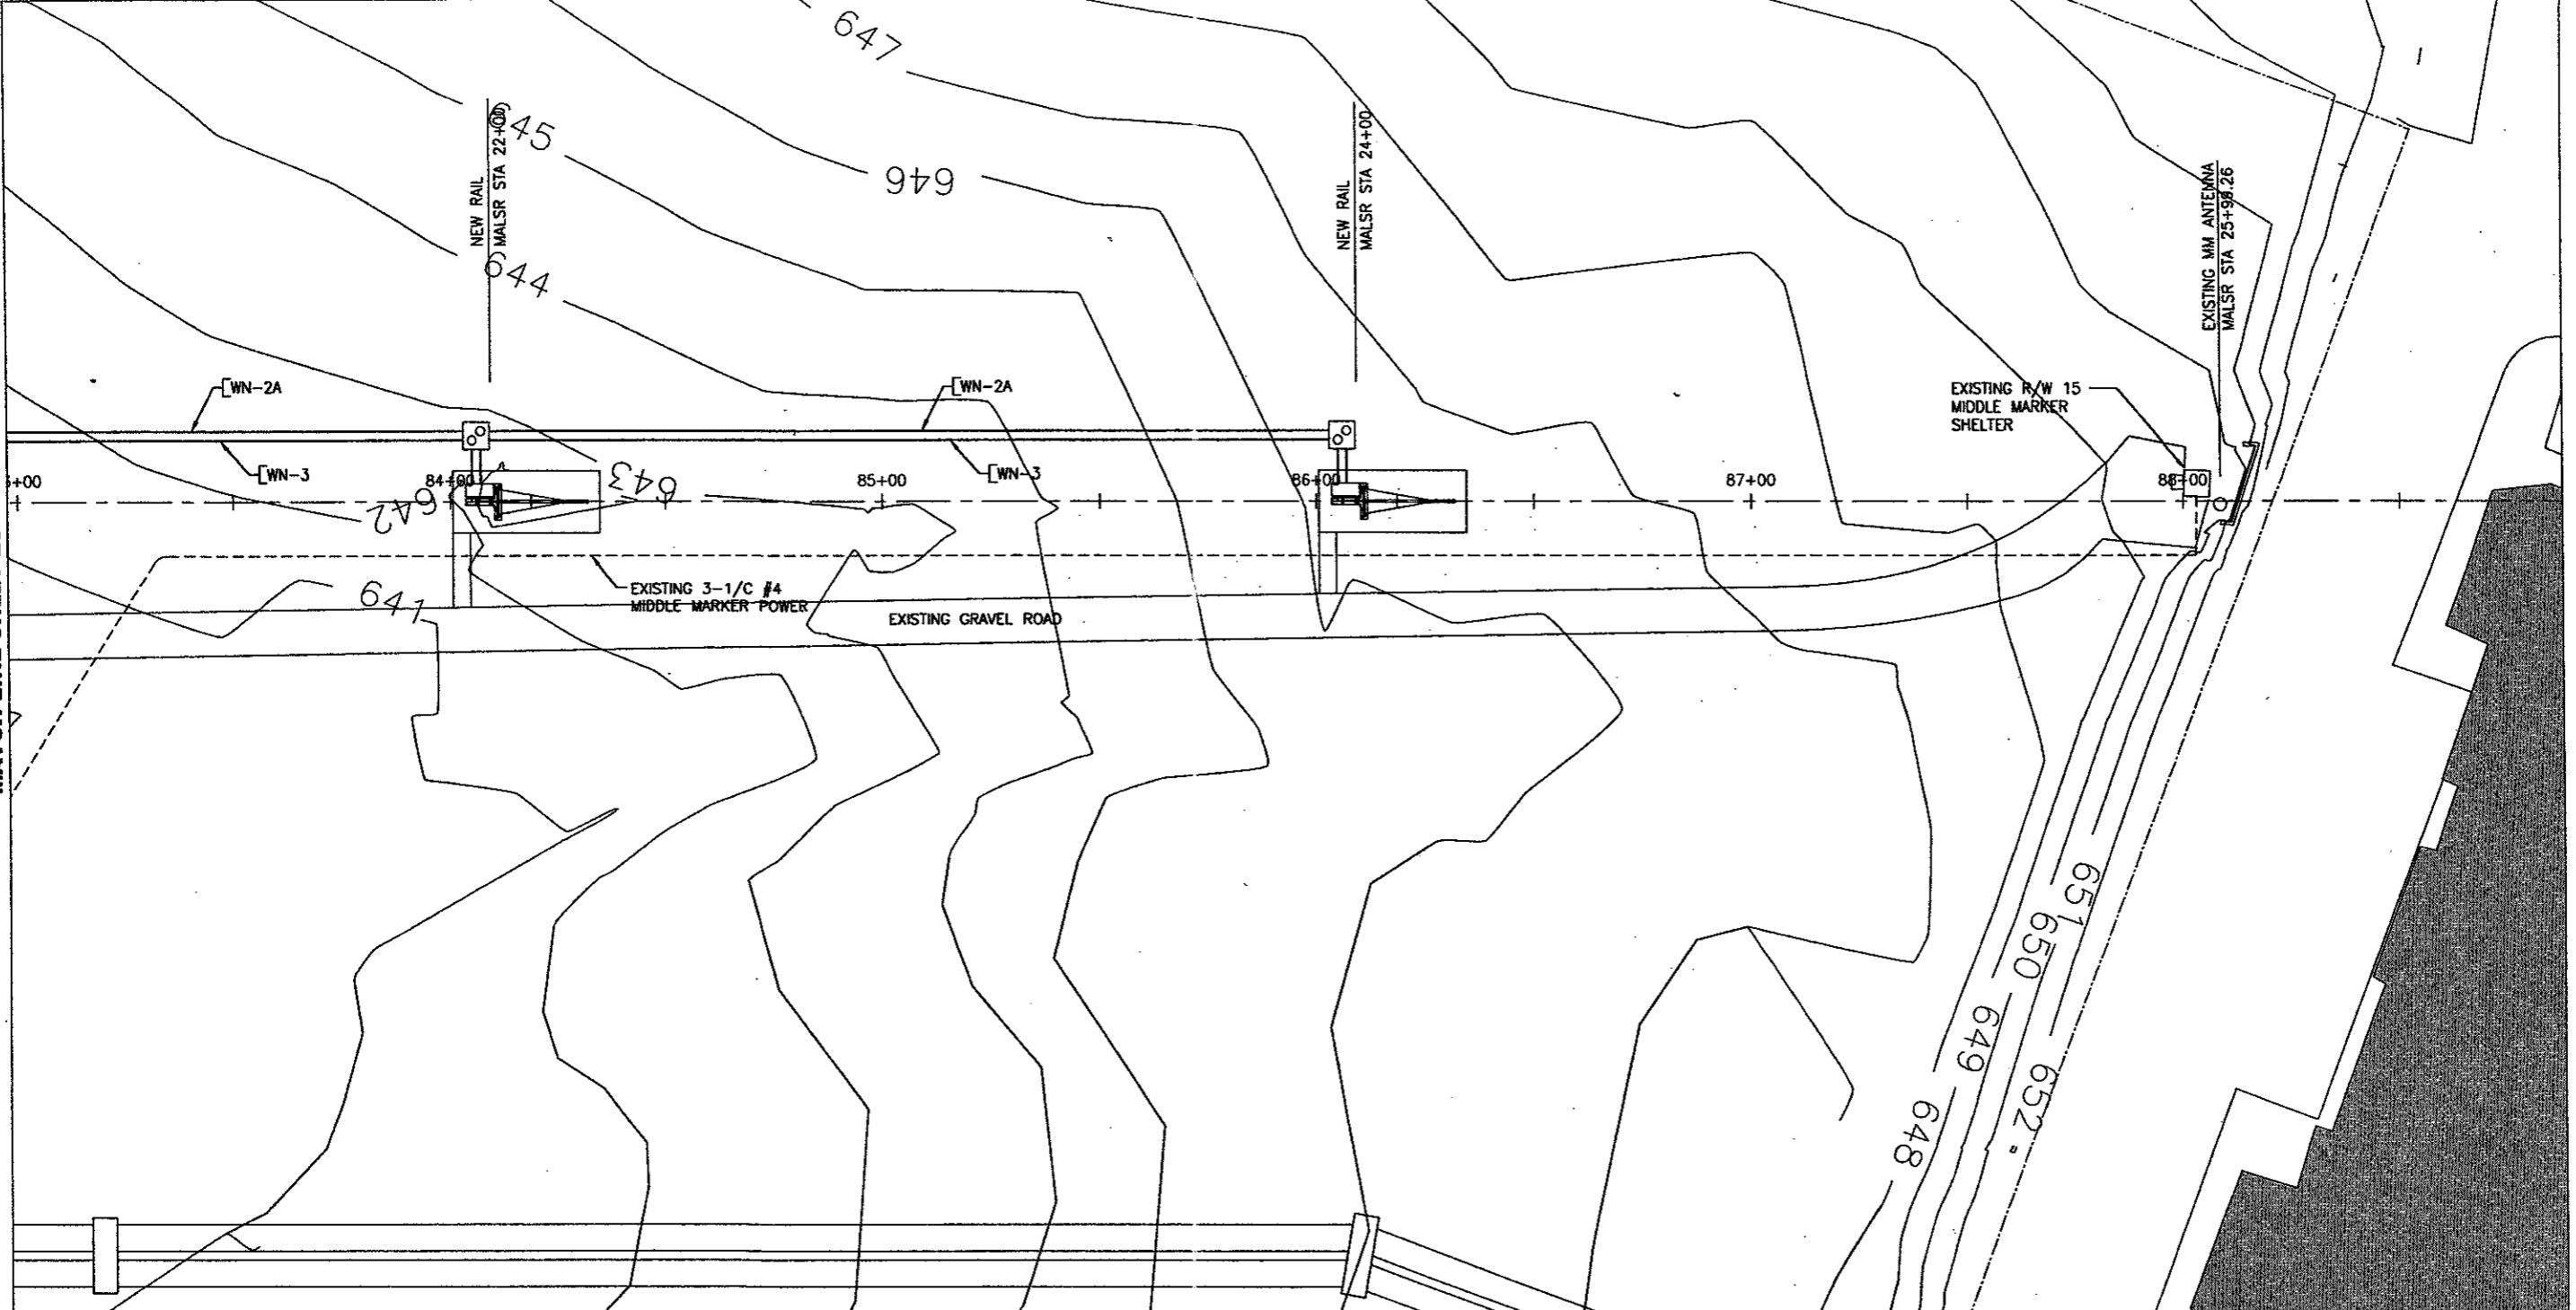 647
645
646
644
NEW RAIL
MALSR STA 22+00
NEW RAIL
MALSR STA 24+00
EXISTING MM ANTENNA
MALSR STA 25+98.26
WN-2A
WN-2A
EXISTING R/W 15
MIDDLE MARKER
SHELTER
WN-3
WN-3
+00
84+00
85+00
86+00
87+00
88+00
643
642
641
EXISTING 3-1/C #4
MIDDLE MARKER POWER
EXISTING GRAVEL ROAD
651
650
649
652
648